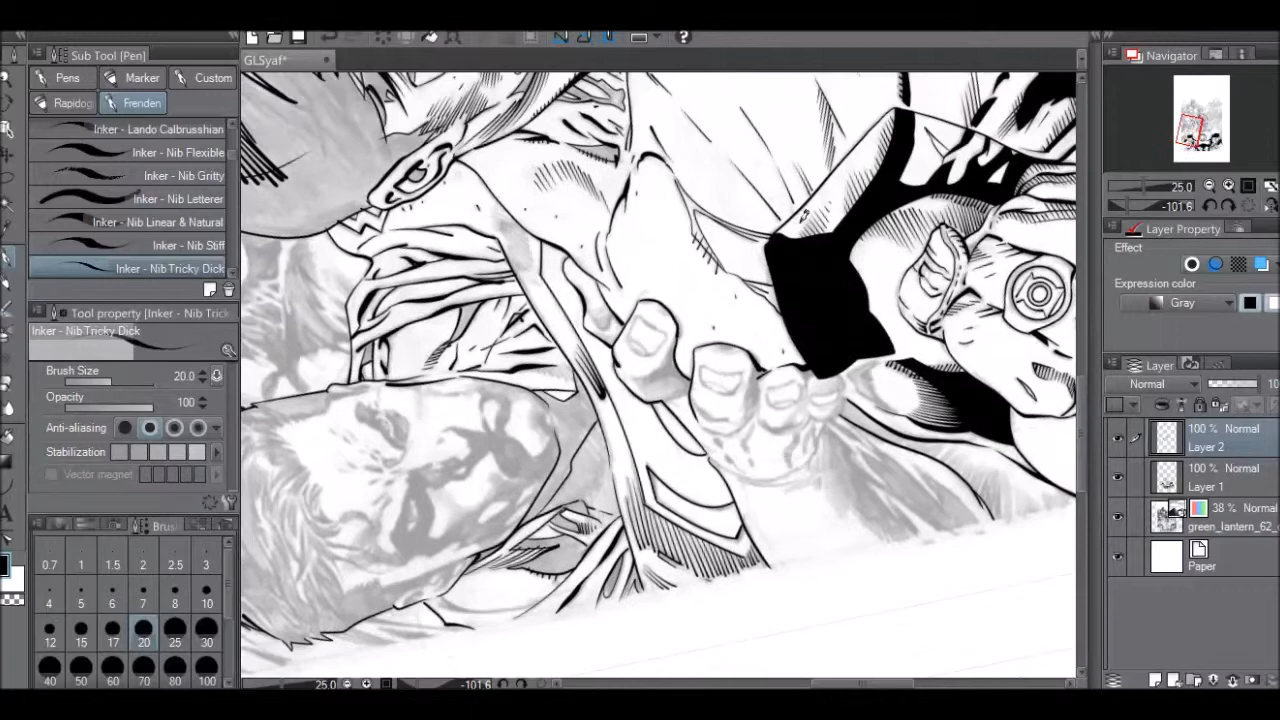 Sub Tool [Pen]
Pens
Marker
Custom
Rapidog
Frenden
Inker - Lando Calbrusshian
Inker - Nib Flexible
Inker - Nib Gritty
Inker - Nib Letterer
Inker - Nib Linear & Natural
Inker - Nib Stiff
Inker - Nib Tricky Dick
Tool property [Inker - Nib Trick
Inker - Nib Tricky Dick
Brush Size
20.0
Opacity
100
Anti-aliasing
Stabilization
Vector magnet
Brus
0.7 1 1.5 2 2.5 3
4 5 6 7 8 10
12 15 17 20 25 30
40 60 70 80 100
GLSyaf*
25.0
-101.6
Navigator
25.0
-101.6
Layer Property
Effect
Expression color
Gray
Layer
Normal
100 % Normal
Layer 2
100 % Normal
Layer 1
38 % Normal
green_lantern_62_c
Paper